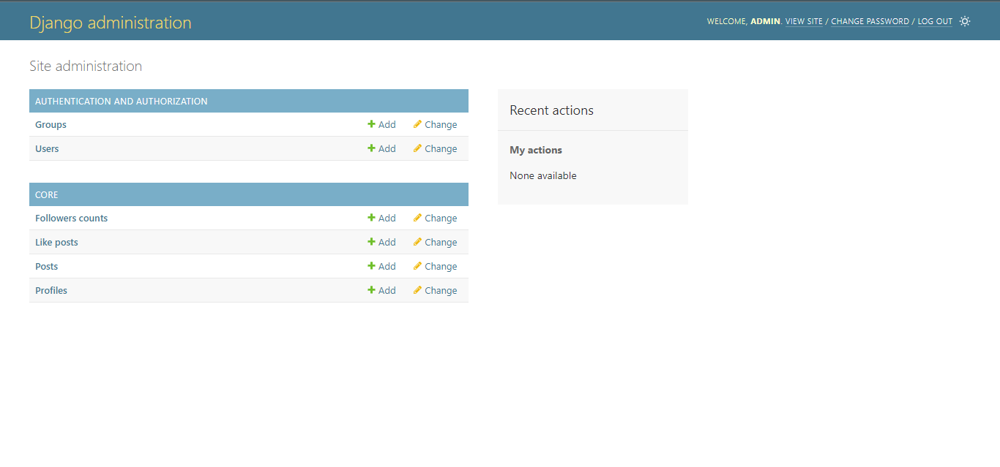 Django administration
WELCOME, ADMIN. VIEW SITE / CHANGE PASSWORD / LOG OUT
Site administration
AUTHENTICATION AND AUTHORIZATION
Groups Add Change
Users Add Change
CORE
Followers counts Add Change
Like posts Add Change
Posts Add Change
Profiles Add Change
Recent actions
My actions
None available